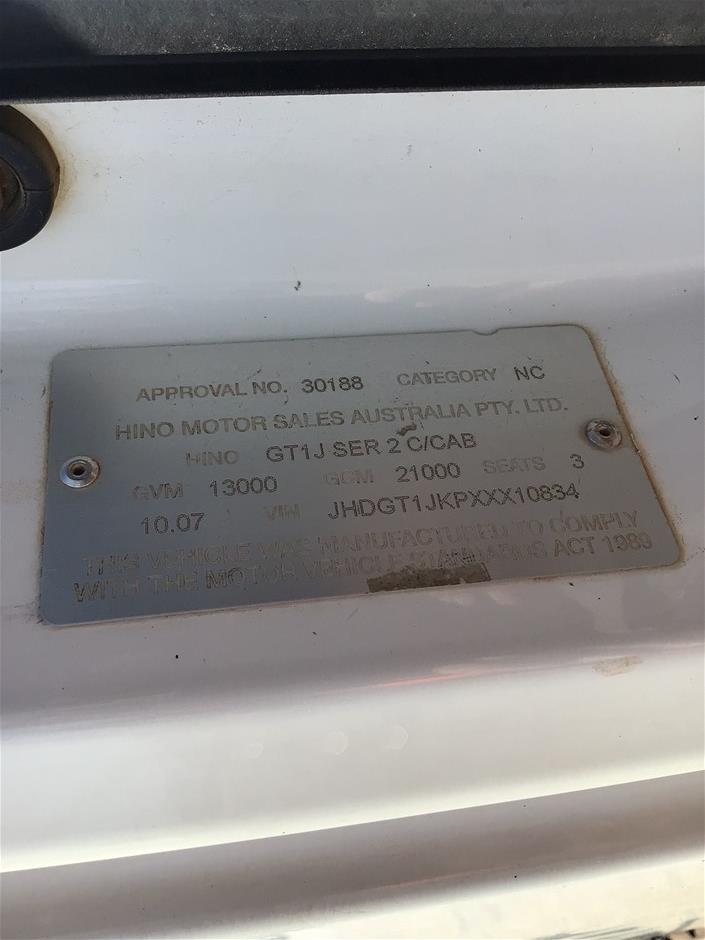 APPROVAL NO. 30188 CATEGORY NC
HINO MOTOR SALES AUSTRALIA PTY. LTD.
HINO GT1J SER 2 C/CAB
GVM 13000 GCM 21000 SEATS 3
10.07 VIN JHDGT1JKPXXX10834
THIS VEHICLE WAS MANUFACTURED TO COMPLY
WITH THE MOTOR VEHICLE STANDARDS ACT 1989